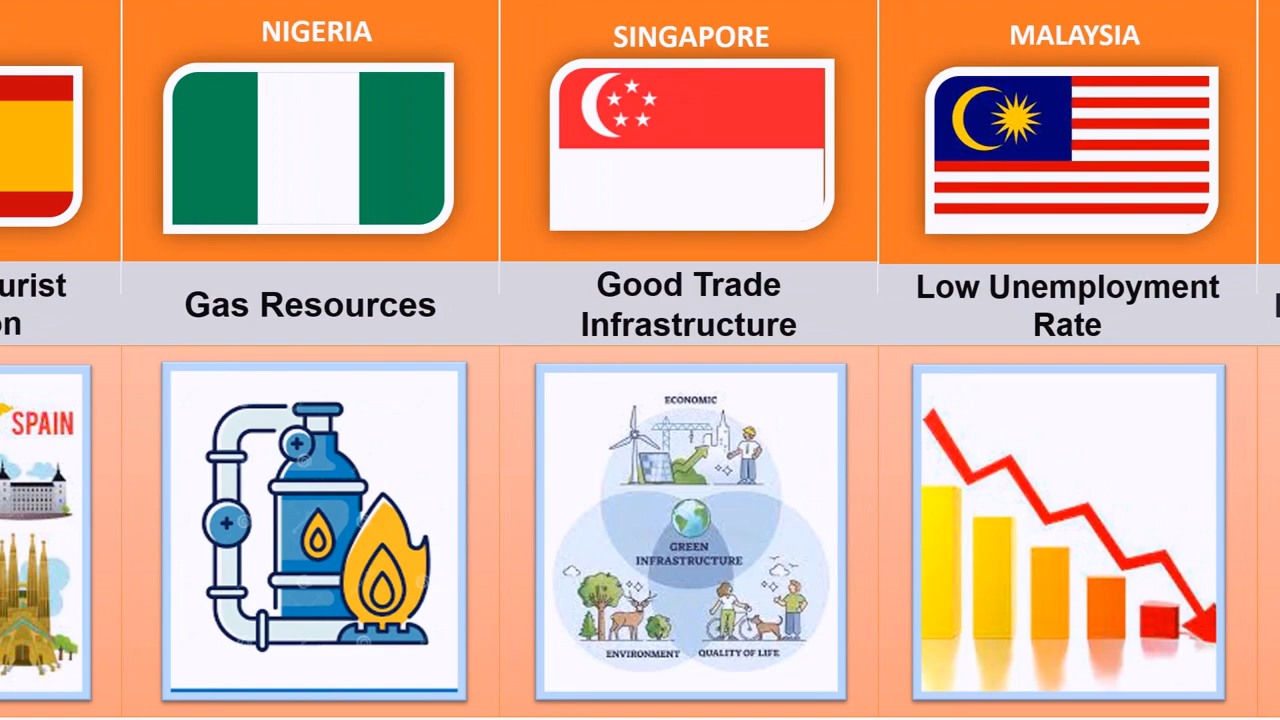 NIGERIA
SINGAPORE
MALAYSIA
urist
on
Gas Resources
Good Trade
Infrastructure
Low Unemployment
Rate
SPAIN
ECONOMIC
GREEN
INFRASTRUCTURE
ENVIRONMENT
QUALITY OF LIFE